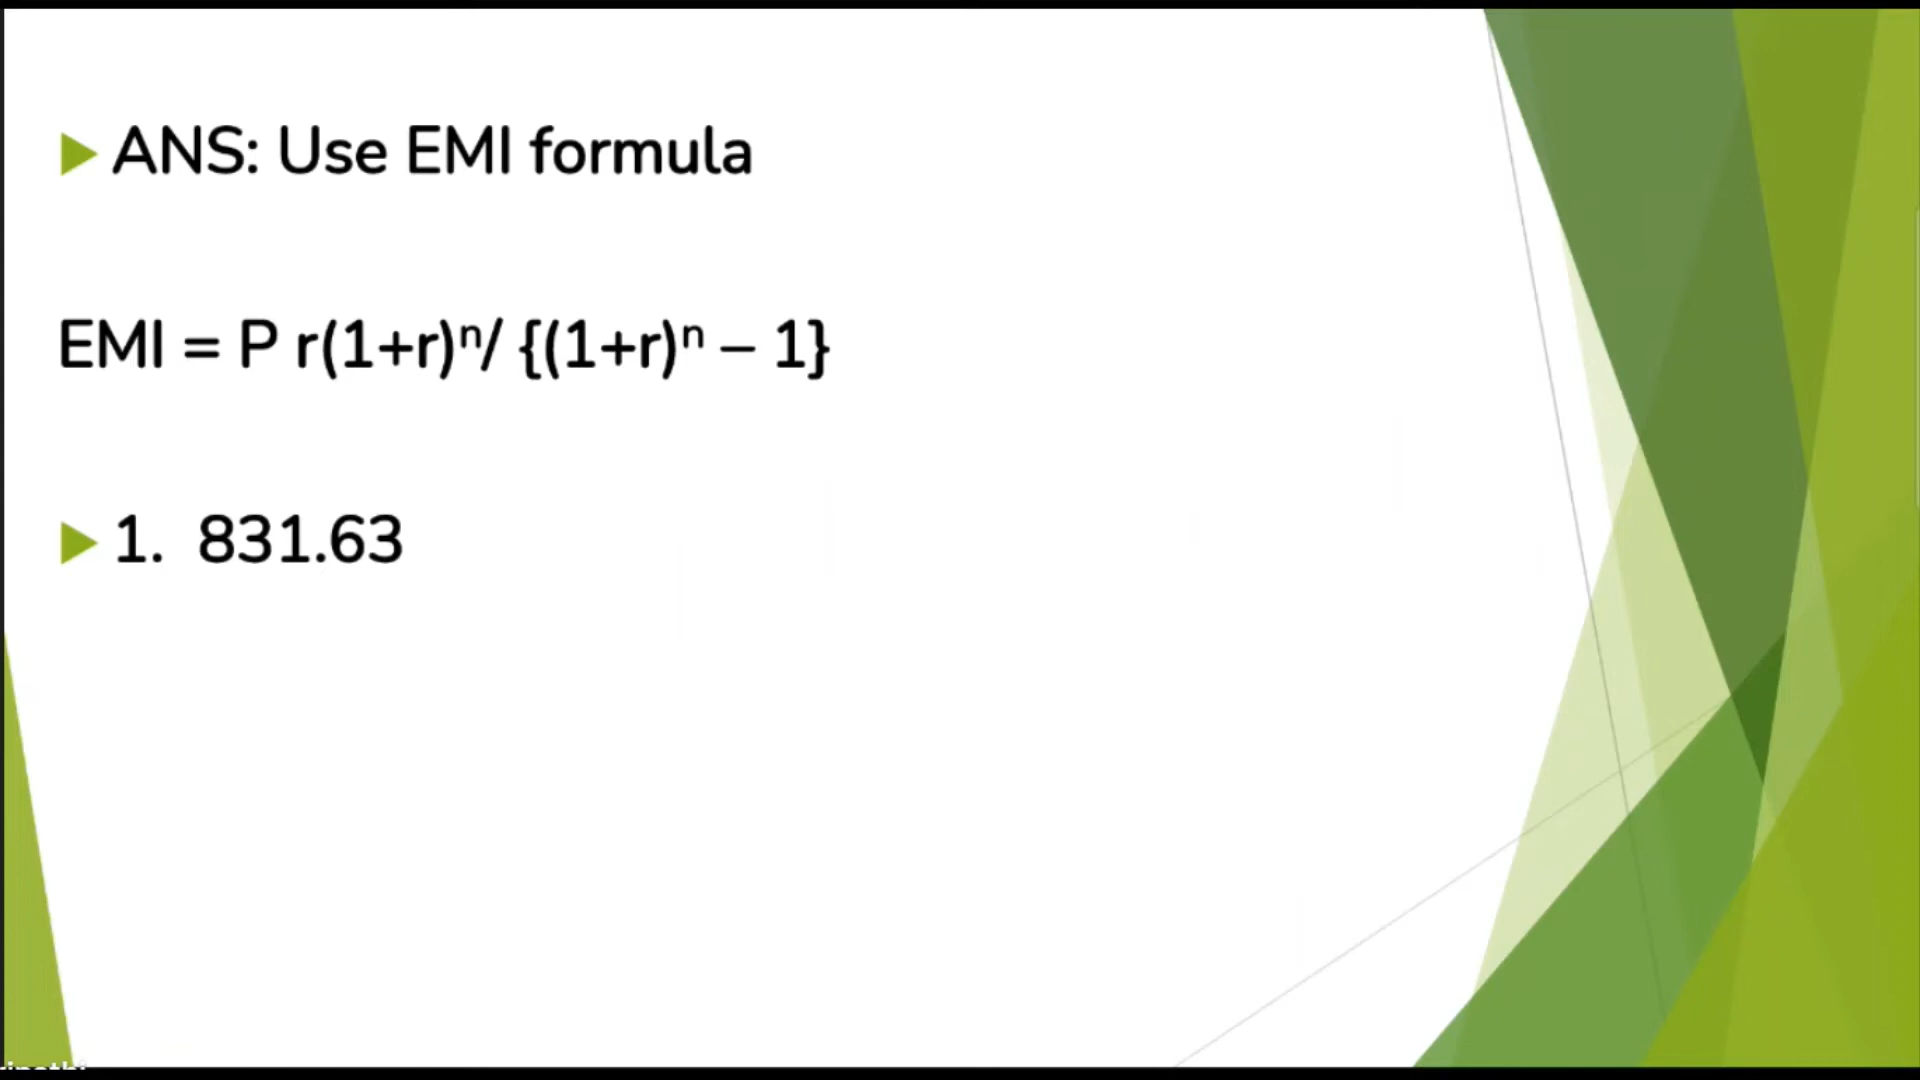 ANS: Use EMI formula
EMI = P r(1+r)ⁿ/ {(1+r)ⁿ – 1}
1. 831.63